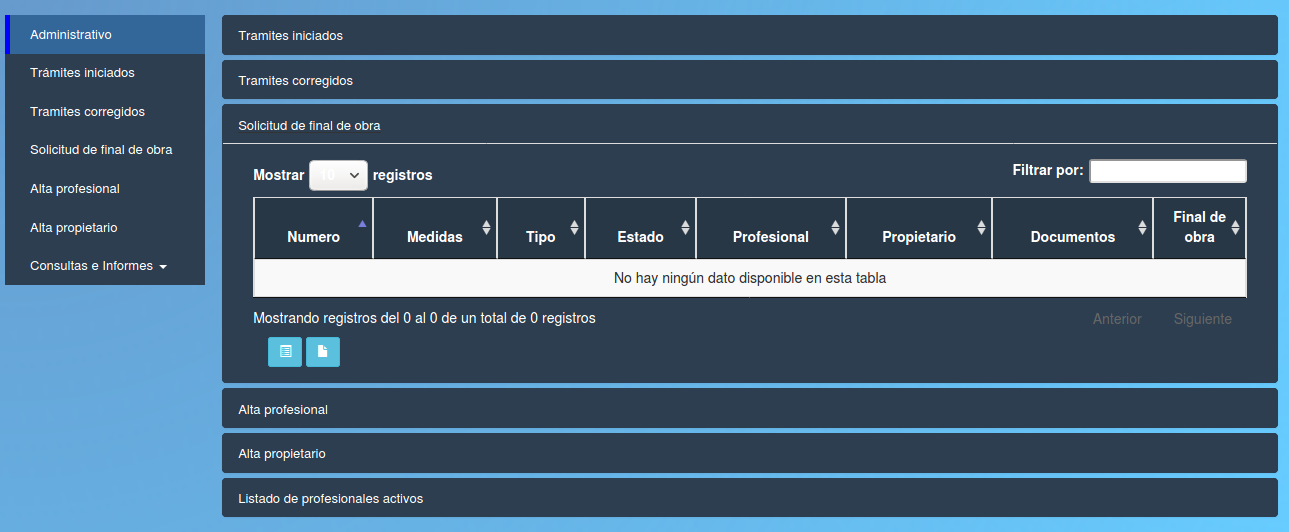 Administrativo
Trámites iniciados
Tramites corregidos
Solicitud de final de obra
Alta profesional
Alta propietario
Consultas e Informes
Tramites iniciados
Tramites corregidos
Solicitud de final de obra
Mostrar 10 registros
Filtrar por:
Numero Medidas Tipo Estado Profesional Propietario Documentos Final de
obra
No hay ningún dato disponible en esta tabla
Mostrando registros del 0 al 0 de un total de 0 registros
Anterior Siguiente
Alta profesional
Alta propietario
Listado de profesionales activos